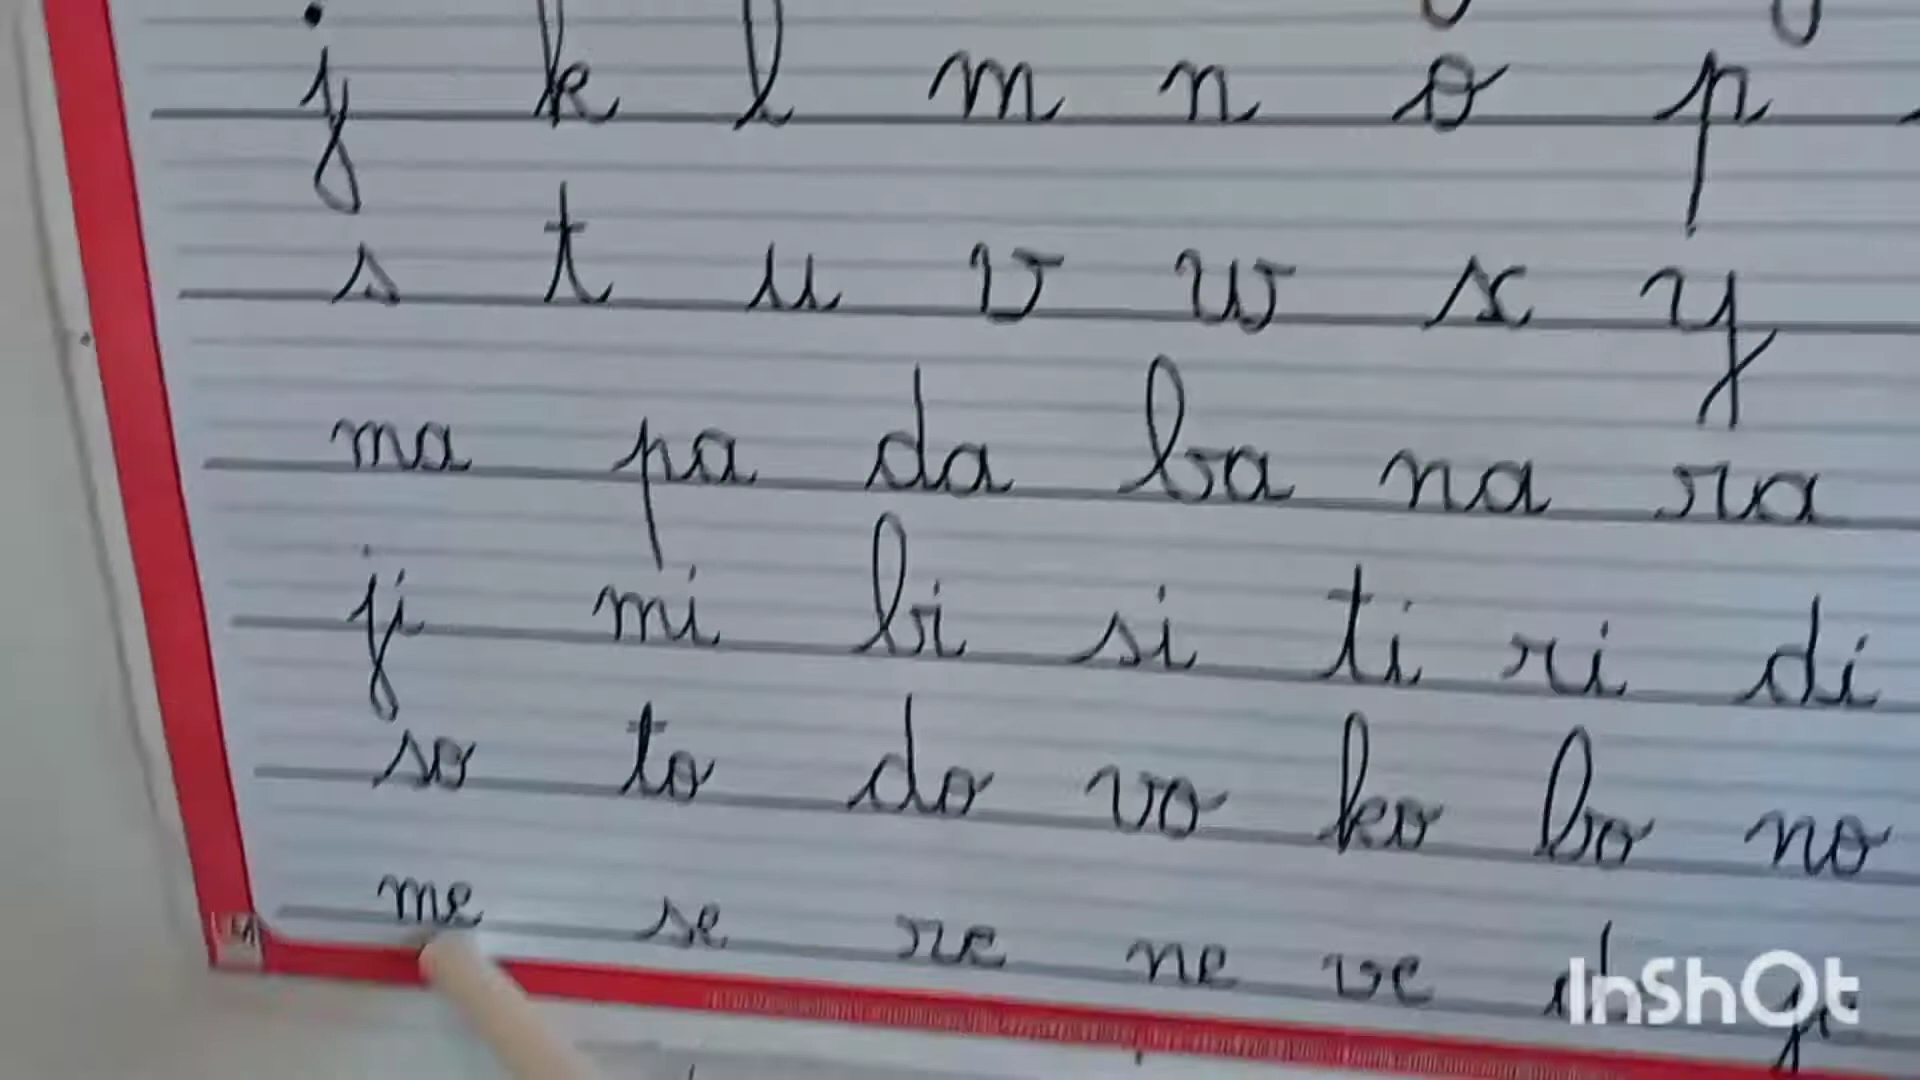 j k l m n o p
s t u v w x y
ma pa da ba na ra
ji mi bi si ti ri di
so to do vo ko bo no
me se re ne ve
InShOt